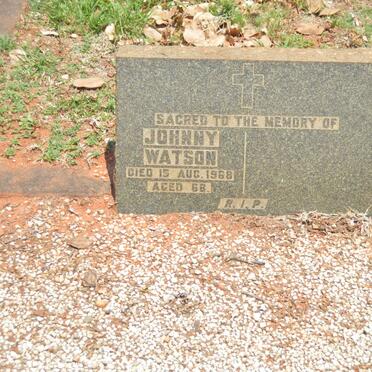 SACRED TO THE MEMORY OF
JOHNNY
WATSON
DIED 15 AUG. 1968
AGED 68.
R.I.P.